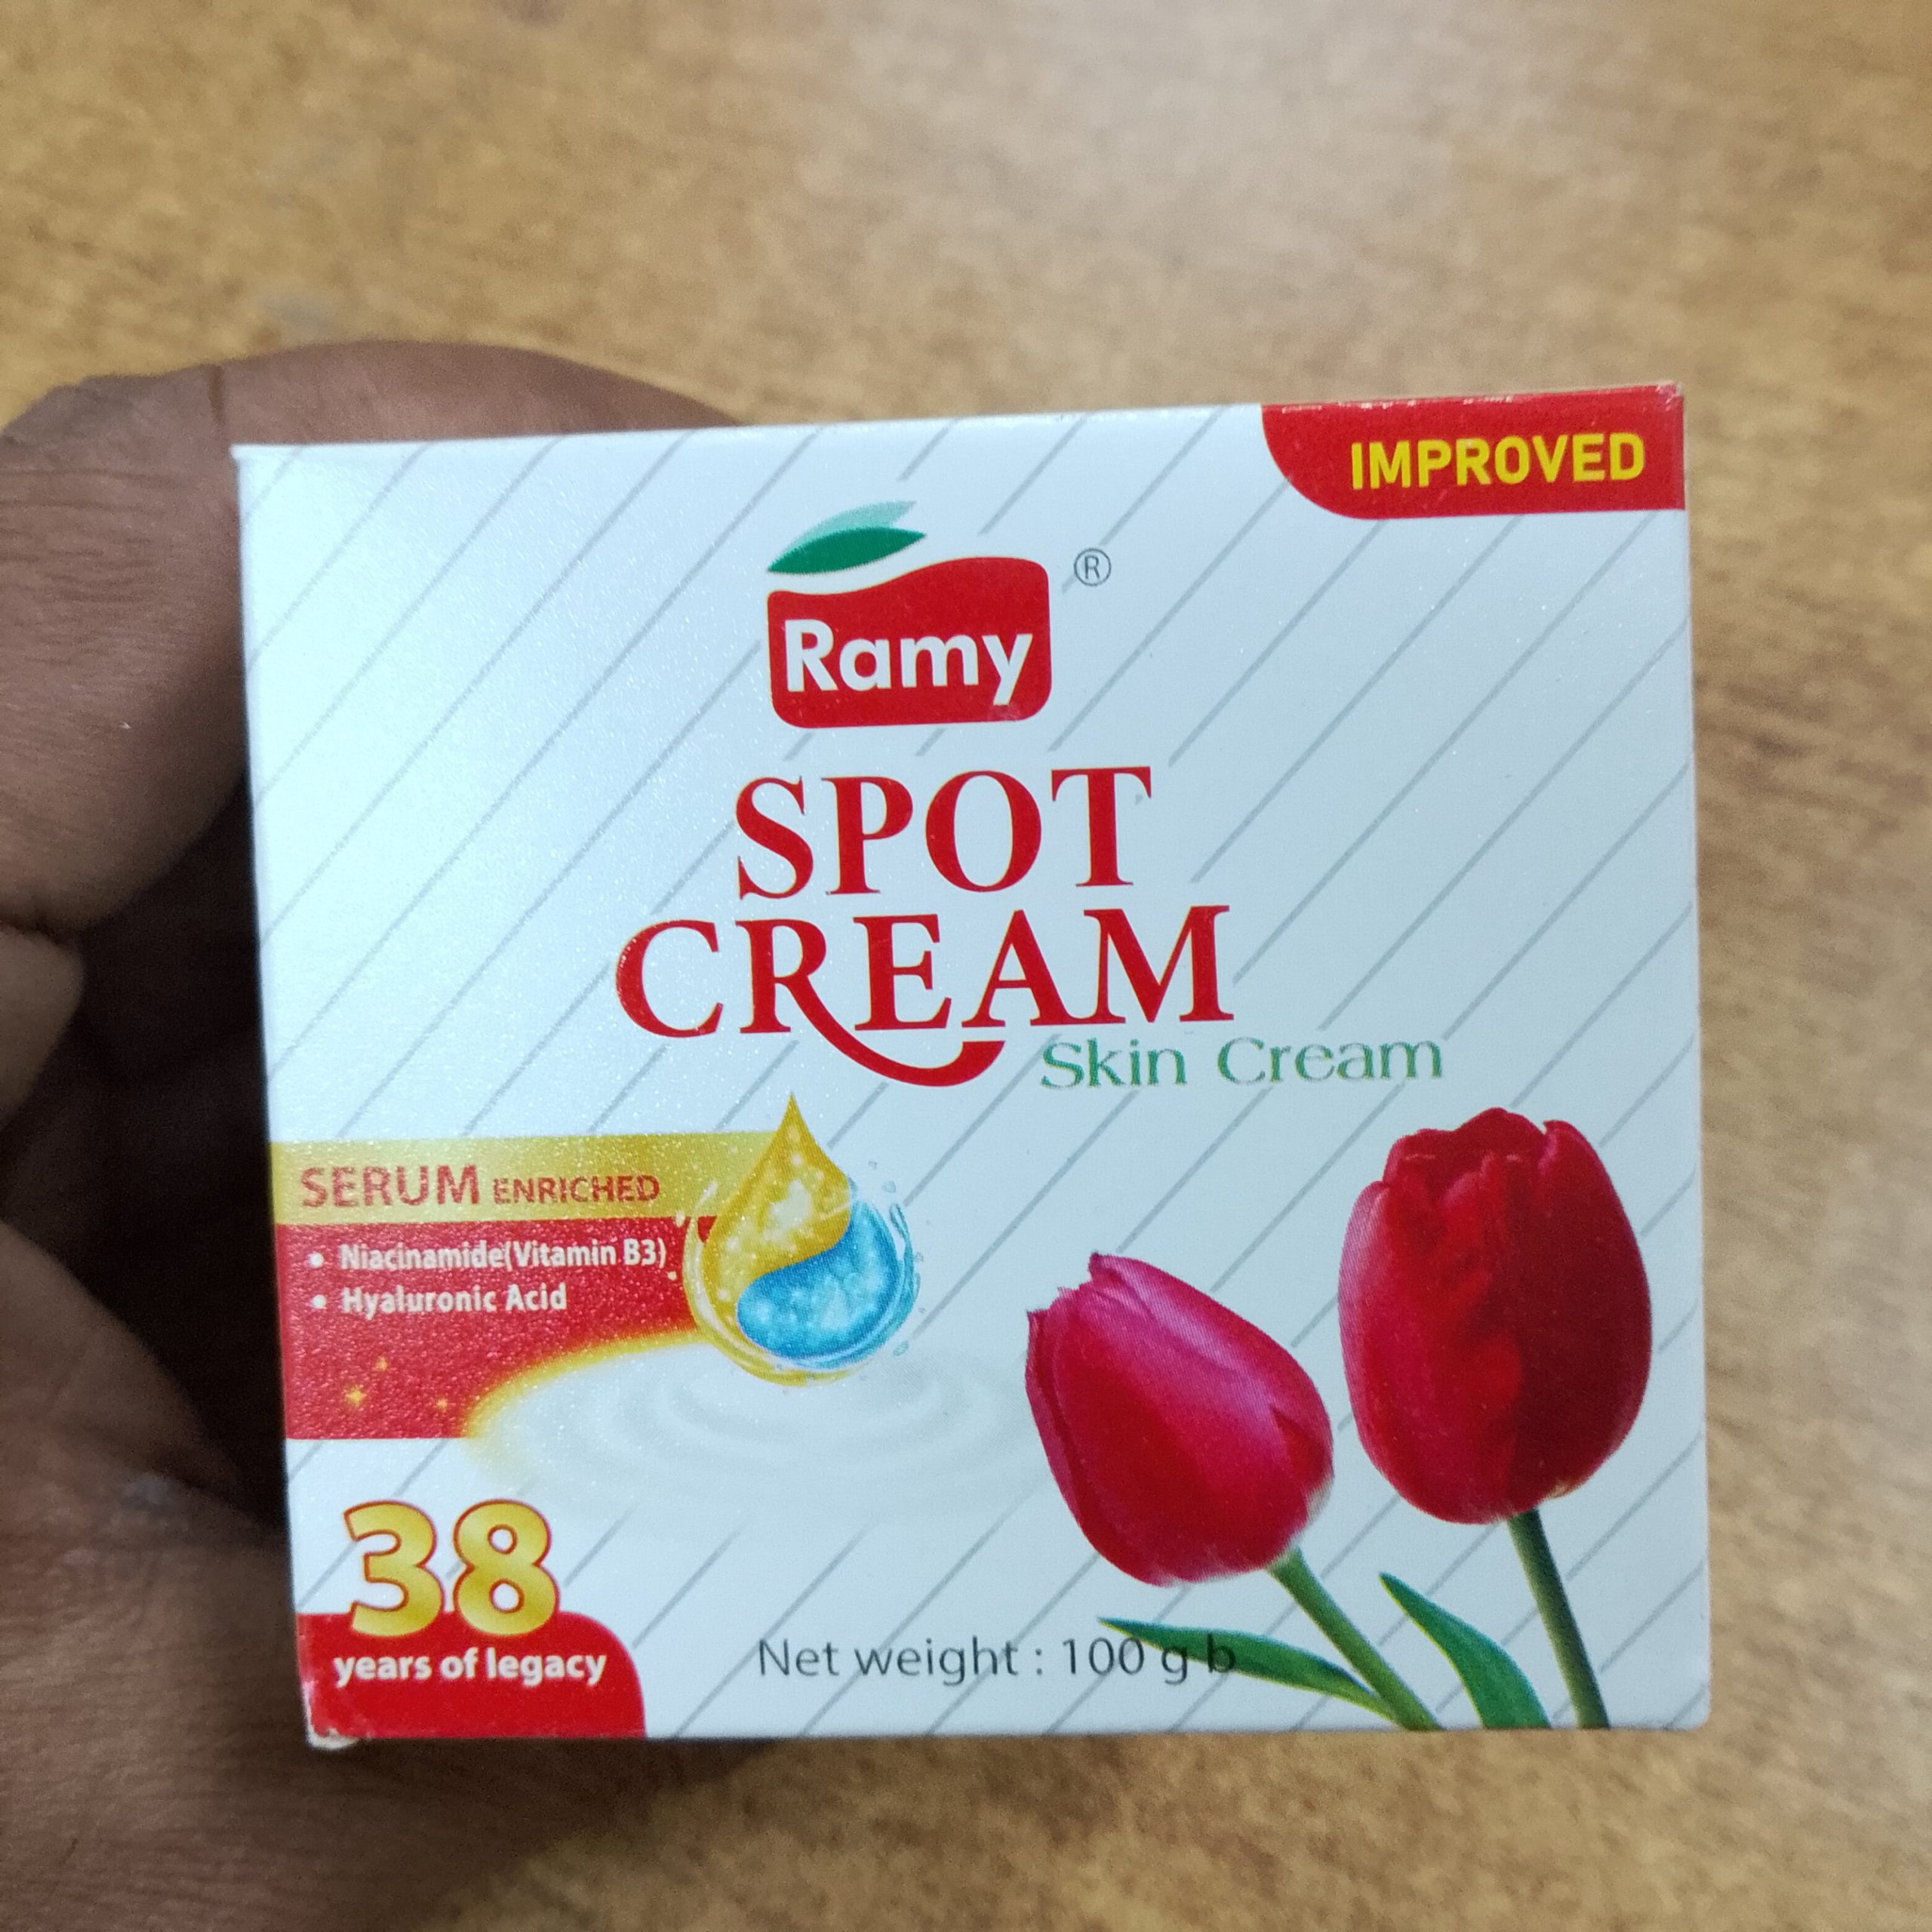 IMPROVED
Ramy ®
SPOT
CREAM
Skin Cream
SERUM ENRICHED
• Niacinamide(Vitamin B3)
• Hyaluronic Acid
38
years of legacy
Net weight : 100 g b